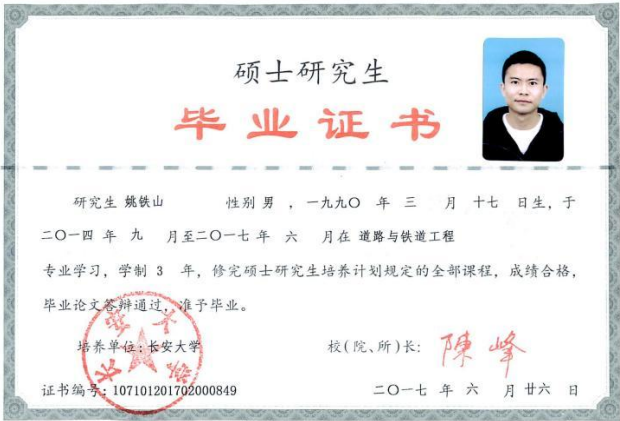 硕士研究生
毕业证书
研究生 姚铁山 性别 男 ，一九九〇 年 三 月 十七 日生，于
二〇一四 年 九 月至二〇一七 年 六 月在 道路与铁道工程
专业学习，学制 3 年，修完硕士研究生培养计划规定的全部课程，成绩合格，
毕业论文答辩通过，准予毕业。
培养单位：长安大学
校(院、所)长：陳峰
长安大学
证书编号：107101201702000849
二〇一七 年 六 月 廿六 日